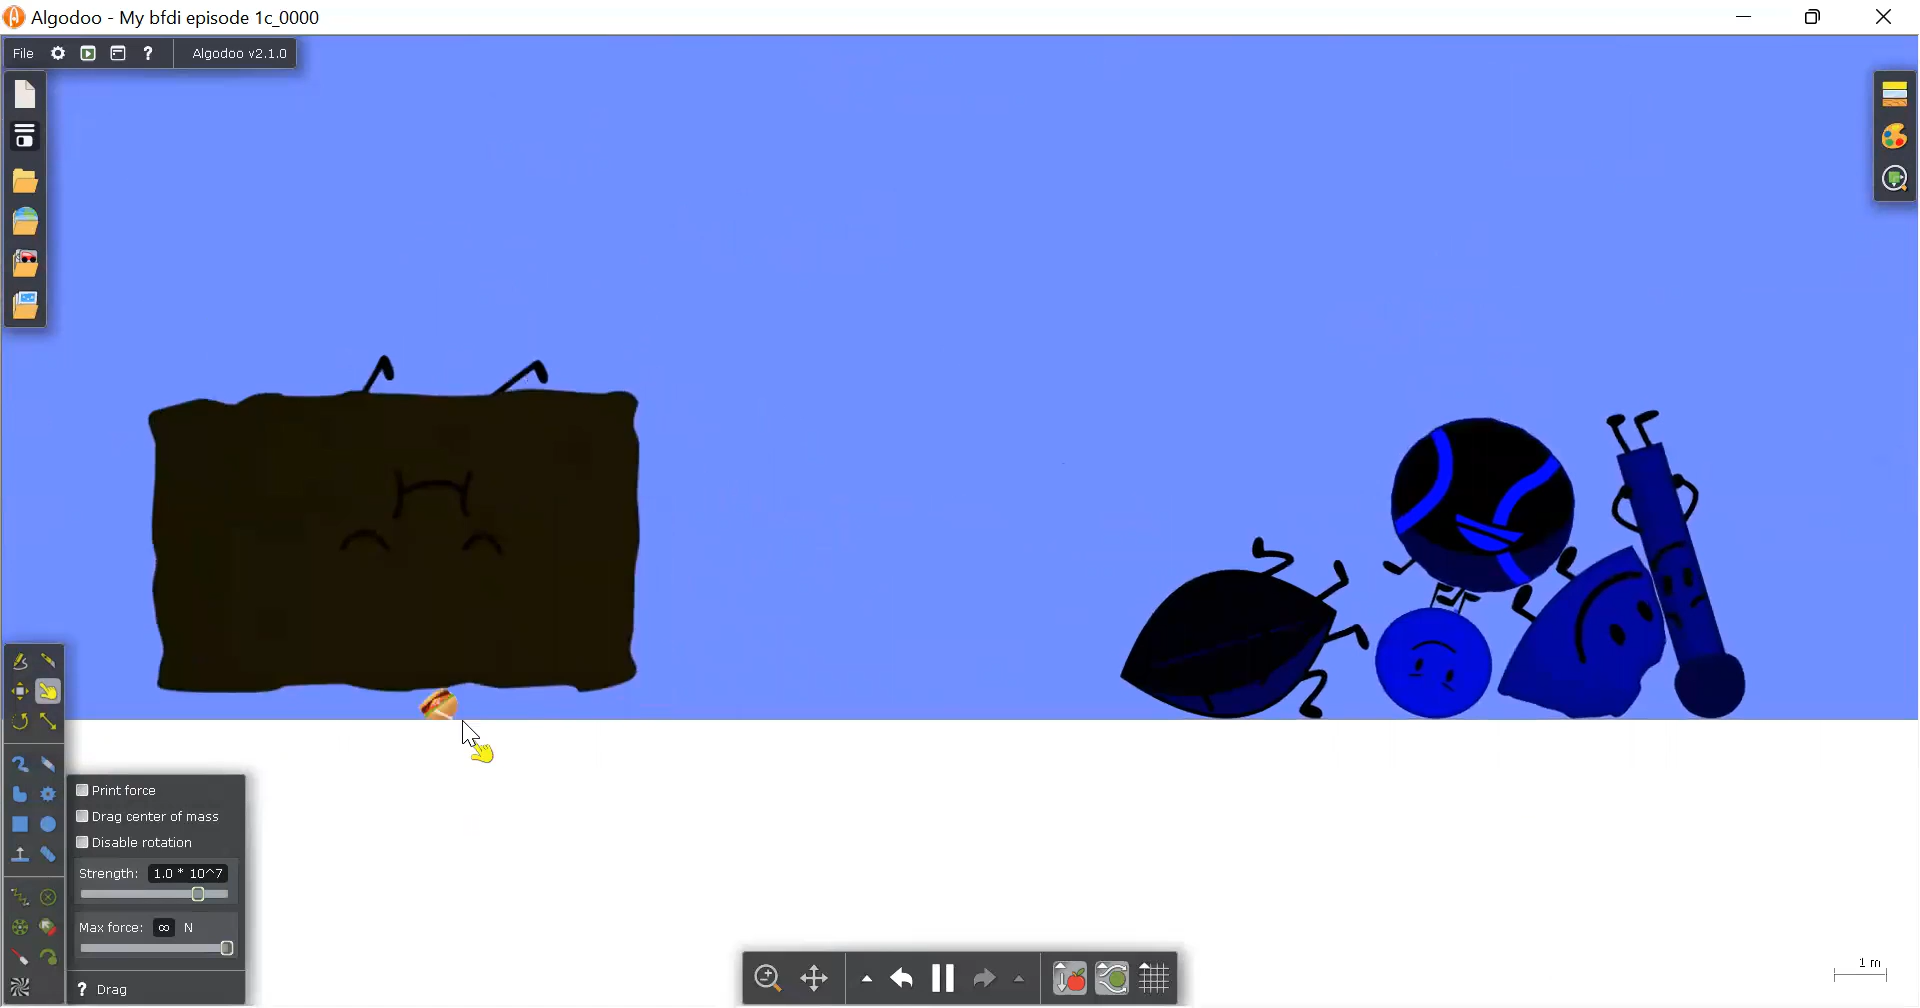 Algodoo - My bfdi episode 1c_0000
File ? Algodoo v2.1.0
Print force
Drag center of mass
Disable rotation
Strength: 1.0 * 10^7
Max force: ∞ N
? Drag
1 m